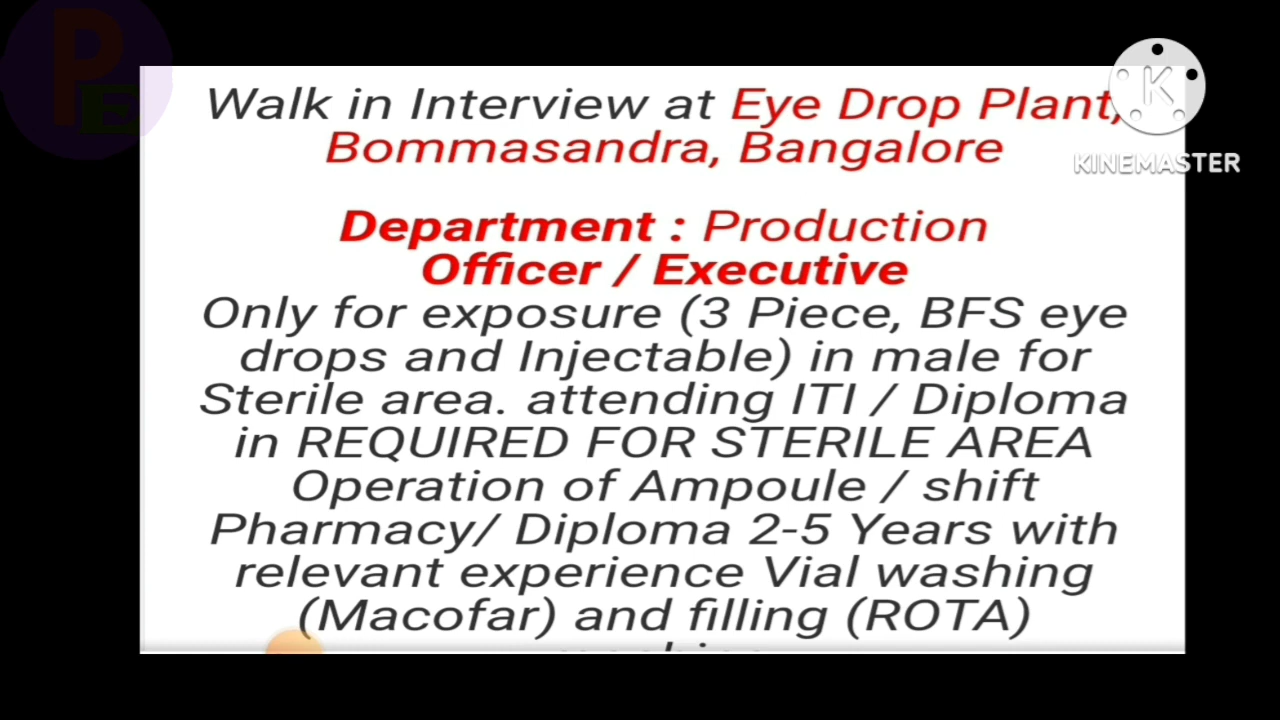 Walk in Interview at Eye Drop Plant,
Bommasandra, Bangalore
Department : Production
Officer / Executive
Only for exposure (3 Piece, BFS eye
drops and Injectable) in male for
Sterile area. attending ITI / Diploma
in REQUIRED FOR STERILE AREA
Operation of Ampoule / shift
Pharmacy/ Diploma 2-5 Years with
relevant experience Vial washing
(Macofar) and filling (ROTA)
K
KINEMASTER